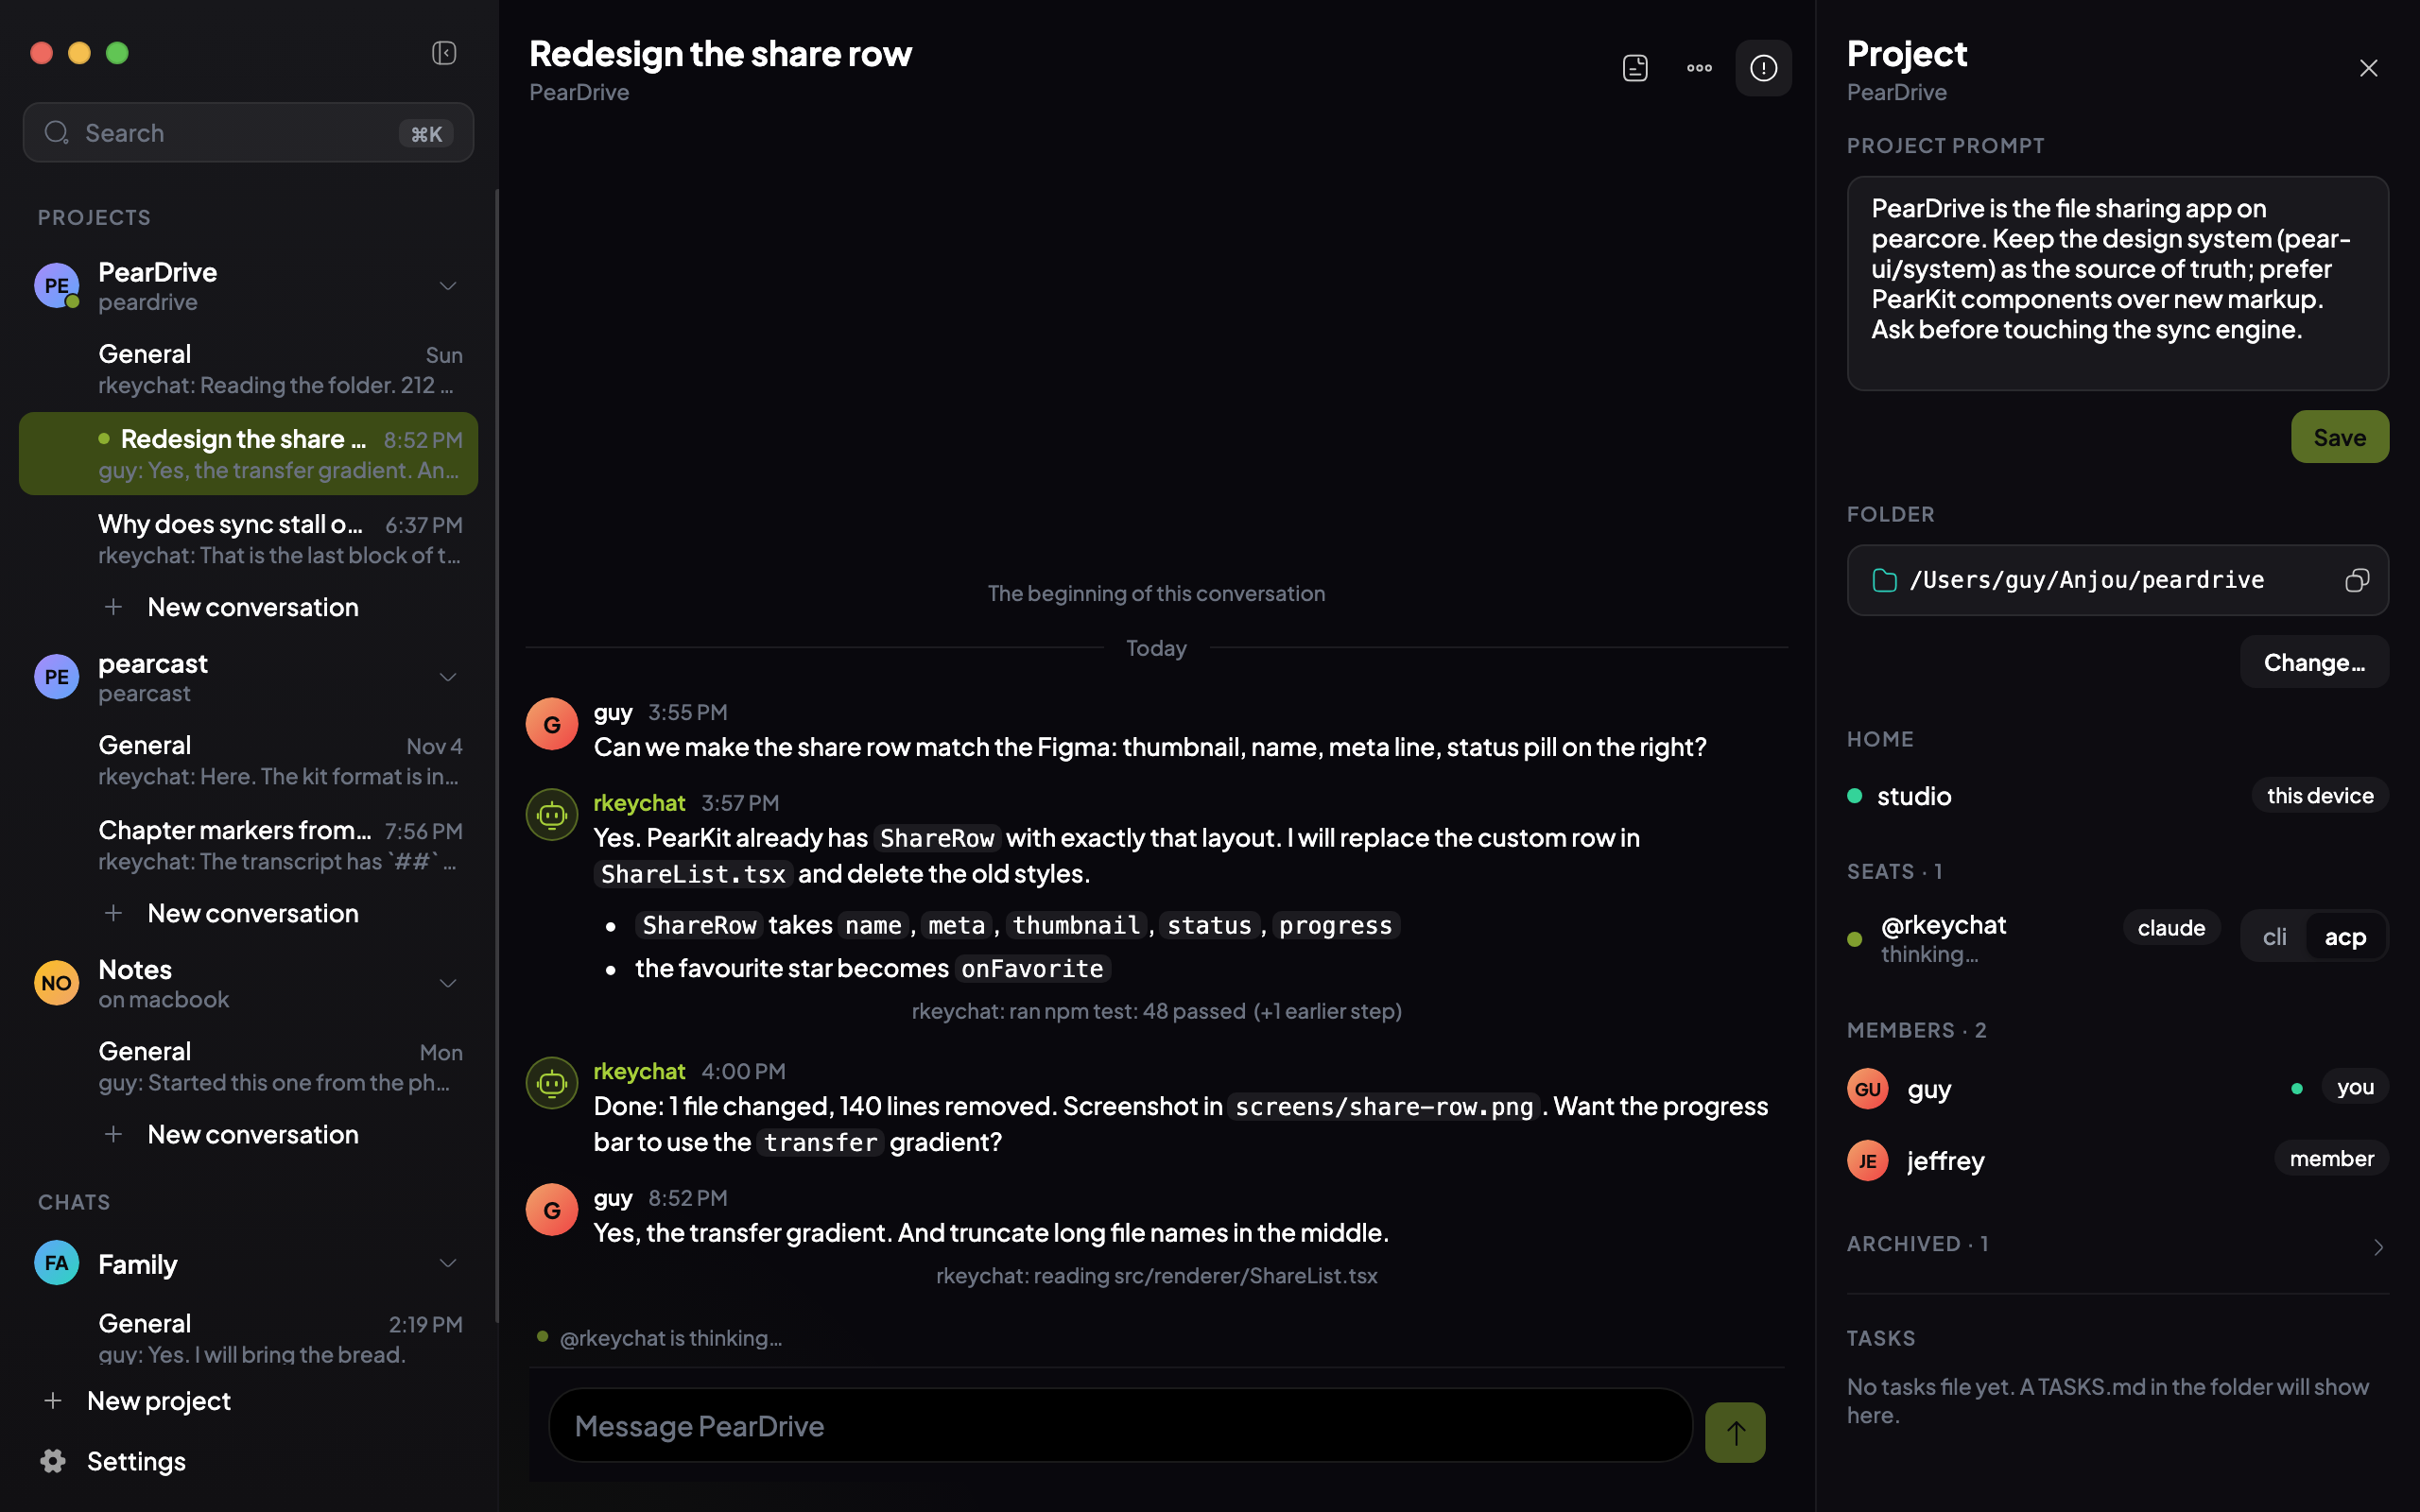 Search
⌘K
PROJECTS
PE
PearDrive
peardrive
General
Sun
rkeychat: Reading the folder. 212 ...
Redesign the share ...
8:52 PM
guy: Yes, the transfer gradient. An...
Why does sync stall o...
6:37 PM
rkeychat: That is the last block of t...
New conversation
PE
pearcast
pearcast
General
Nov 4
rkeychat: Here. The kit format is in...
Chapter markers from...
7:56 PM
rkeychat: The transcript has `##` ...
New conversation
NO
Notes
on macbook
General
Mon
guy: Started this one from the ph...
New conversation
CHATS
FA
Family
General
2:19 PM
guy: Yes. I will bring the bread.
New project
Settings
Redesign the share row
PearDrive
The beginning of this conversation
Today
G
guy 3:55 PM
Can we make the share row match the Figma: thumbnail, name, meta line, status pill on the right?
rkeychat 3:57 PM
Yes. PearKit already has ShareRow with exactly that layout. I will replace the custom row in
ShareList.tsx and delete the old styles.
• ShareRow takes name, meta, thumbnail, status, progress
• the favourite star becomes onFavorite
rkeychat: ran npm test: 48 passed (+1 earlier step)
rkeychat 4:00 PM
Done: 1 file changed, 140 lines removed. Screenshot in screens/share-row.png. Want the progress
bar to use the transfer gradient?
G
guy 8:52 PM
Yes, the transfer gradient. And truncate long file names in the middle.
rkeychat: reading src/renderer/ShareList.tsx
@rkeychat is thinking...
Message PearDrive
Project
PearDrive
PROJECT PROMPT
PearDrive is the file sharing app on
pearcore. Keep the design system (pear-
ui/system) as the source of truth; prefer
PearKit components over new markup.
Ask before touching the sync engine.
Save
FOLDER
/Users/guy/Anjou/peardrive
Change...
HOME
studio
this device
SEATS · 1
@rkeychat
thinking...
claude
cli
acp
MEMBERS · 2
GU
guy
you
JE
jeffrey
member
ARCHIVED · 1
TASKS
No tasks file yet. A TASKS.md in the folder will show
here.